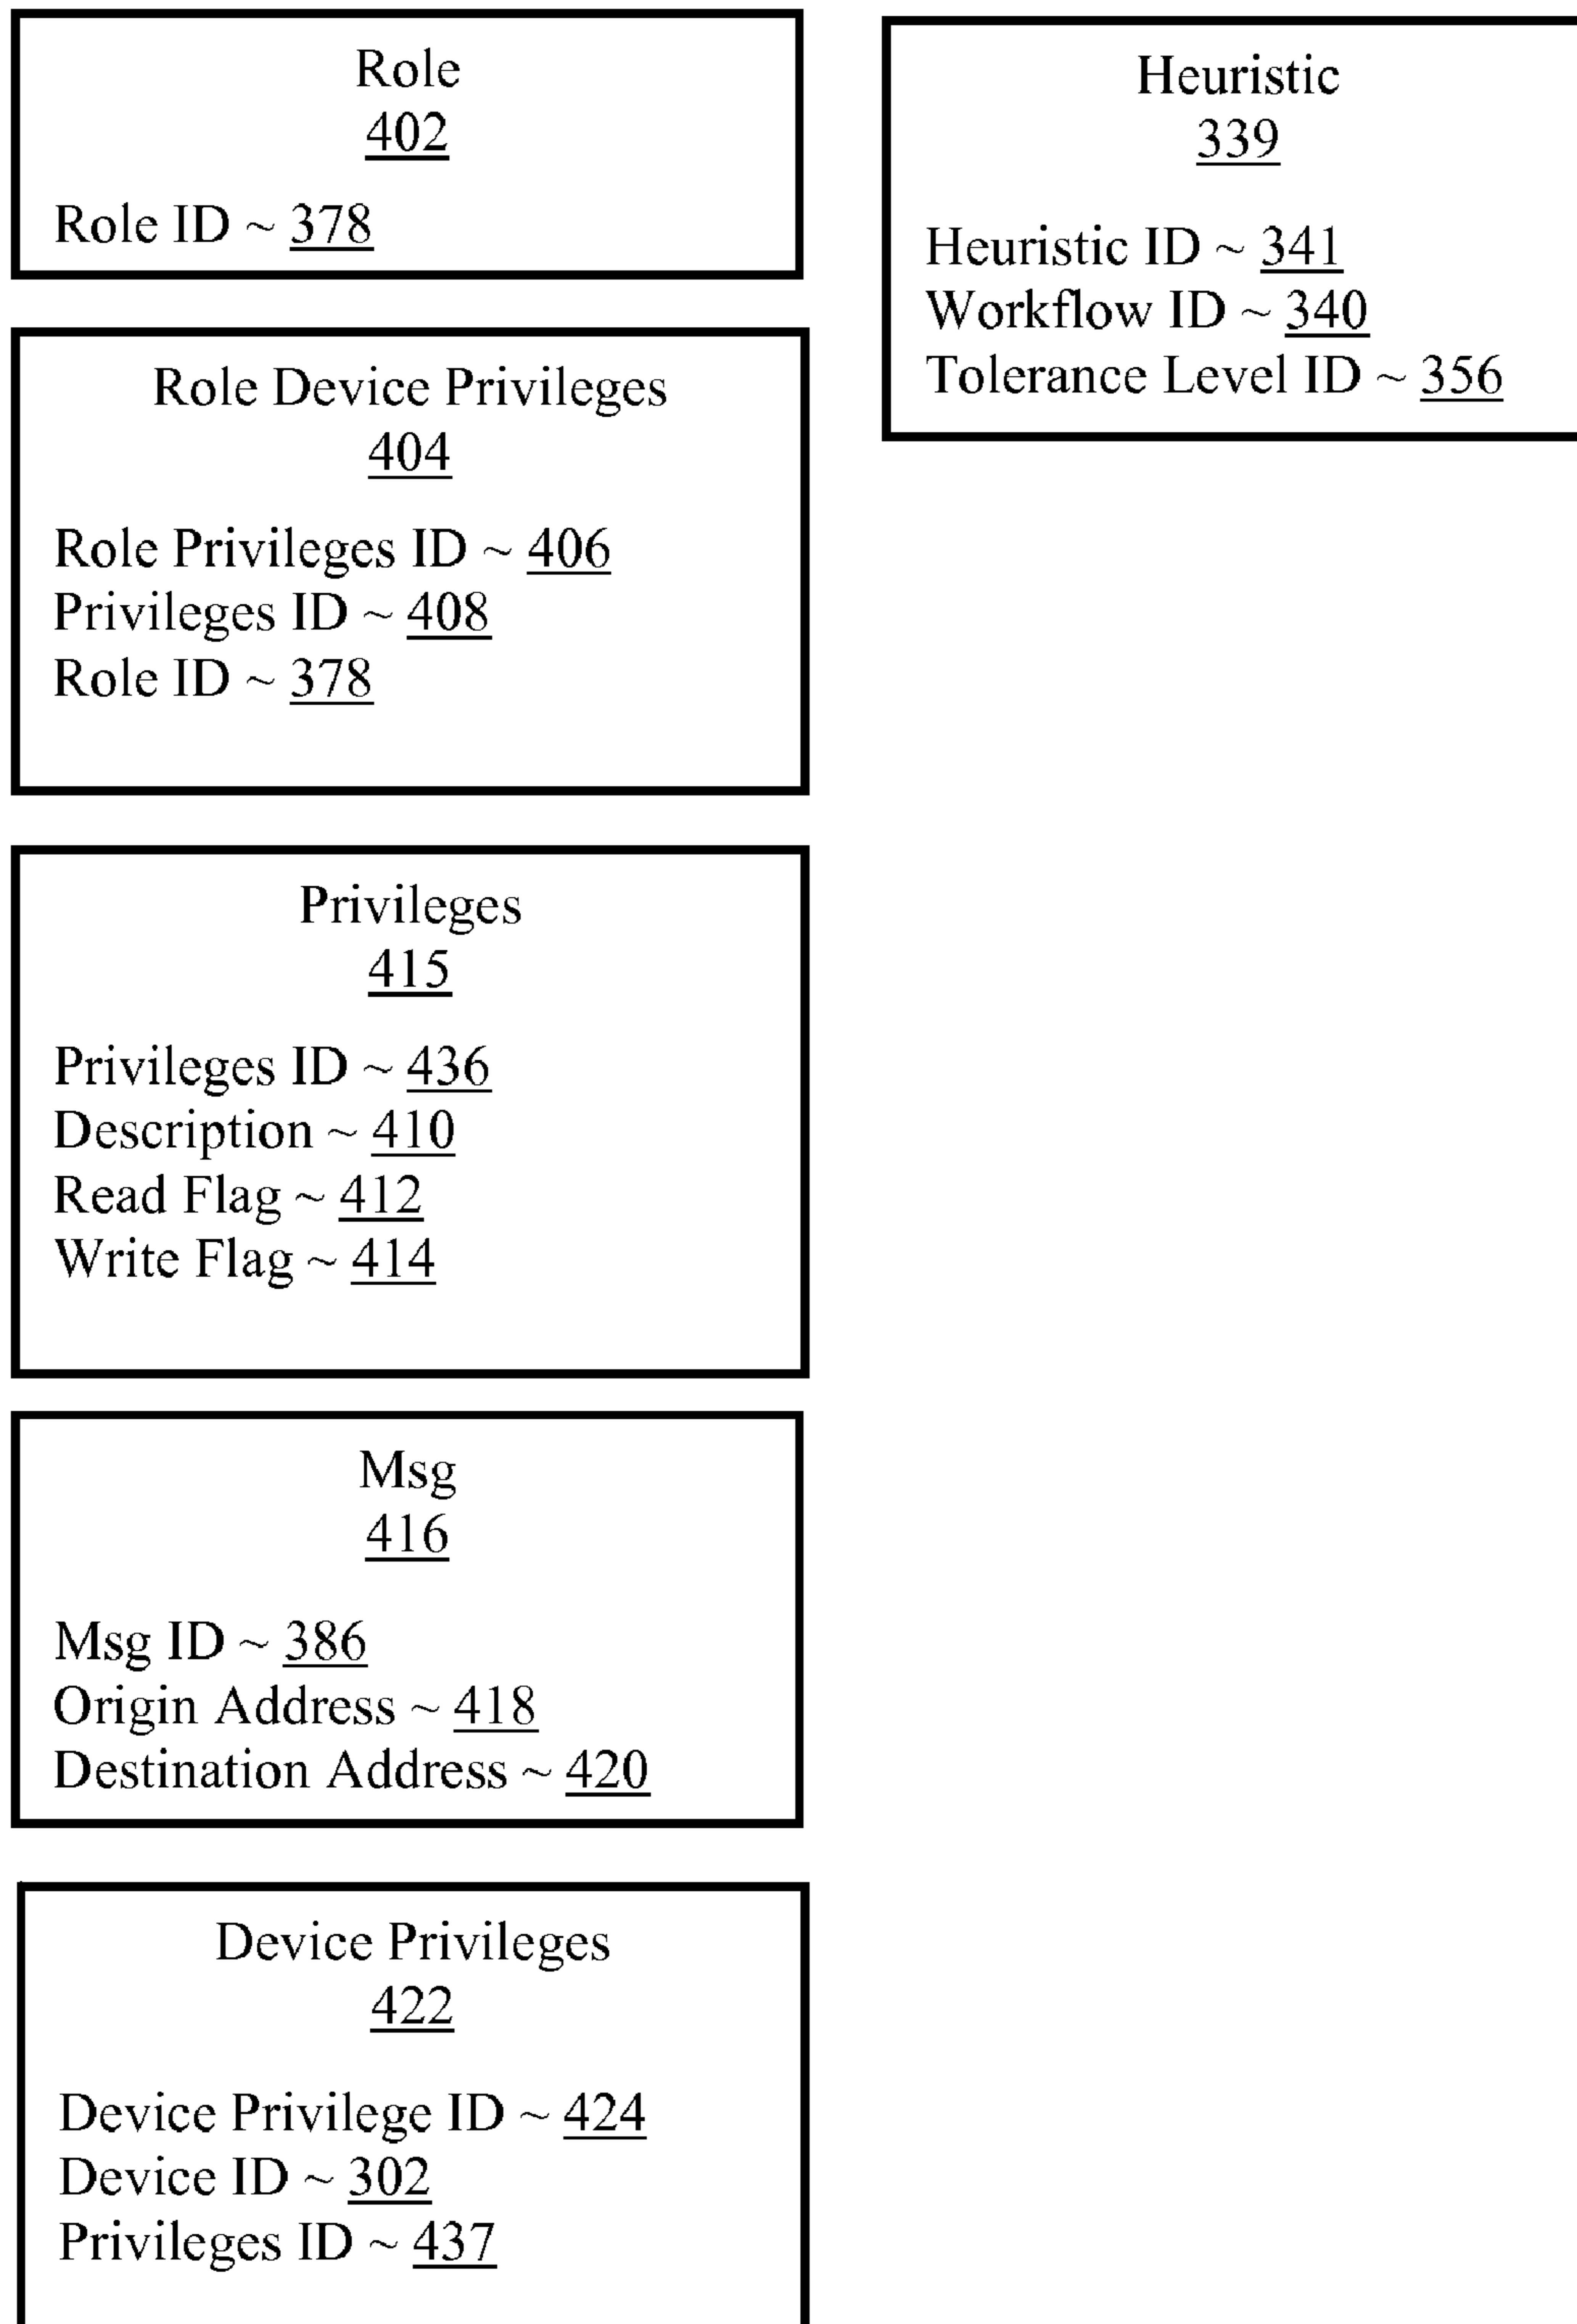 Role
402
Role ID ~ 378
Role Device Privileges
404
Role Privileges ID ~ 406
Privileges ID ~ 408
Role ID ~ 378
Privileges
415
Privileges ID ~ 436
Description ~ 410
Read Flag ~ 412
Write Flag ~ 414
Msg
416
Msg ID ~ 386
Origin Address ~ 418
Destination Address ~ 420
Device Privileges
422
Device Privilege ID ~ 424
Device ID ~ 302
Privileges ID ~ 437
Heuristic
339
Heuristic ID ~ 341
Workflow ID ~ 340
Tolerance Level ID ~ 356